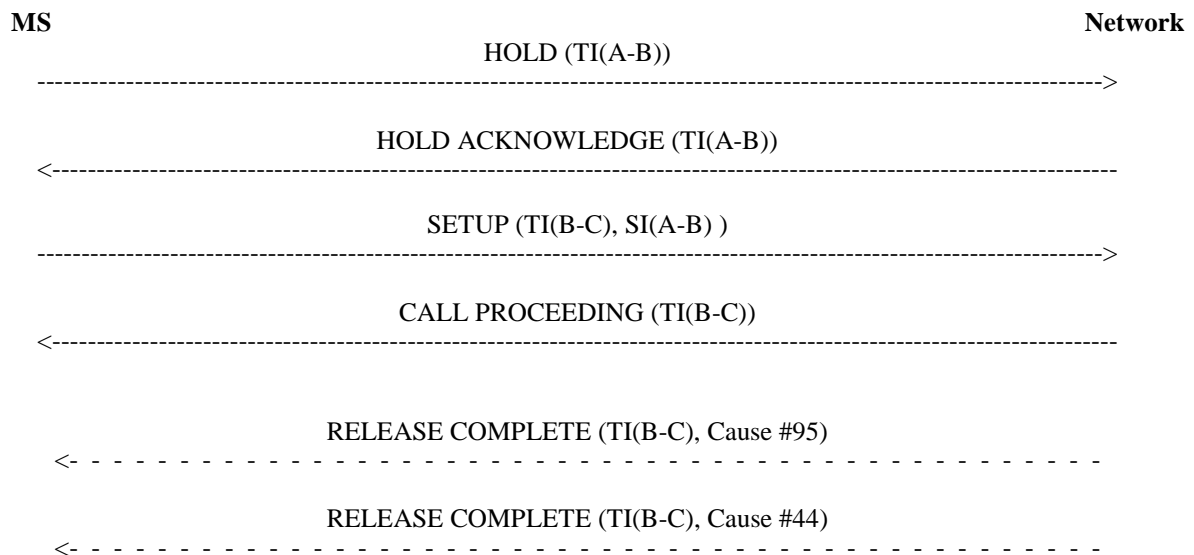 MS Network
HOLD (TI(A-B))
HOLD ACKNOWLEDGE (TI(A-B))
SETUP (TI(B-C), SI(A-B) )
CALL PROCEEDING (TI(B-C))
RELEASE COMPLETE (TI(B-C), Cause #95)
RELEASE COMPLETE (TI(B-C), Cause #44)